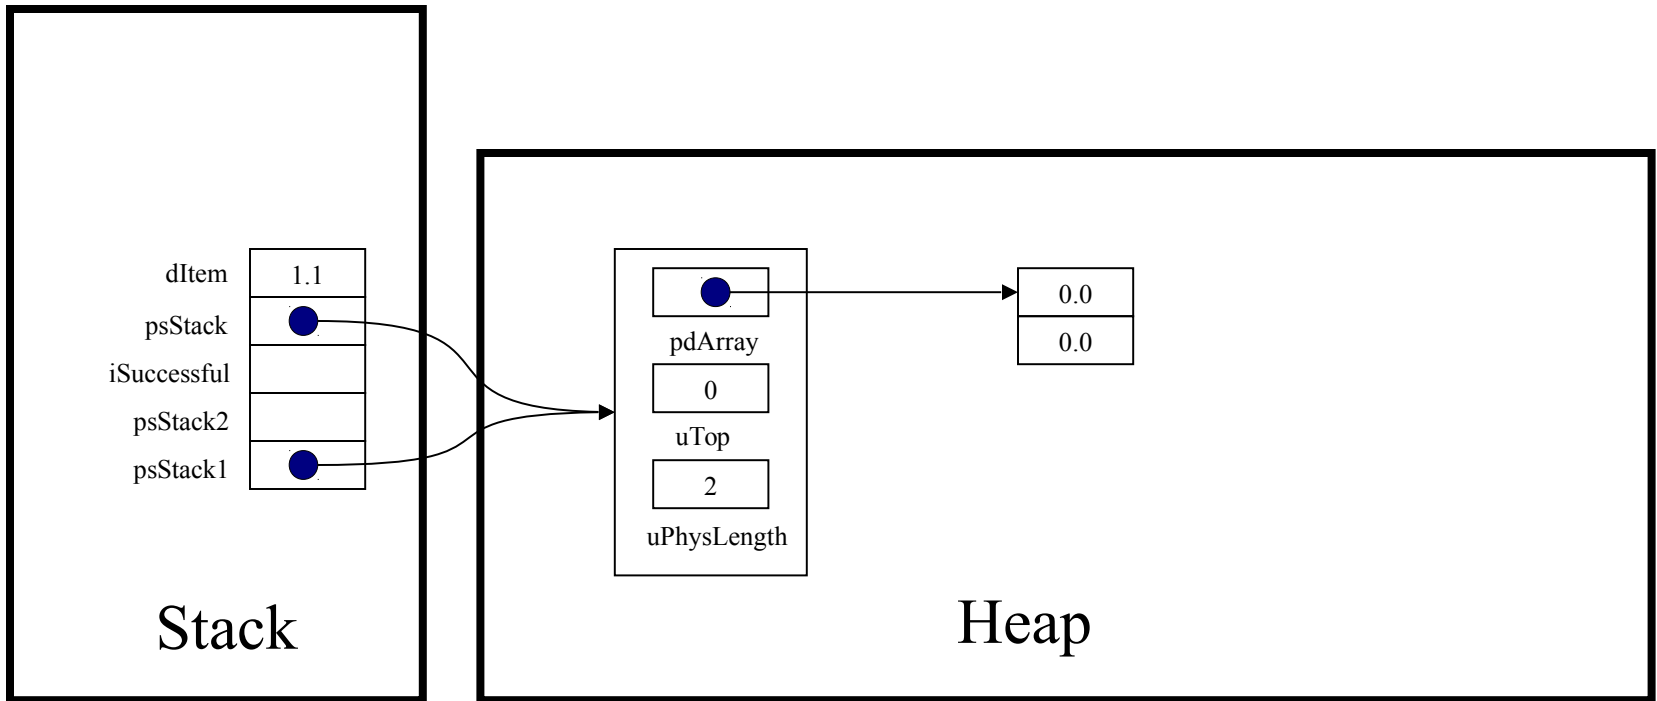 dItem 1.1
psStack
iSuccessful
psStack2
psStack1
Stack
pdArray
0
uTop
2
uPhysLength
0.0
0.0
Heap